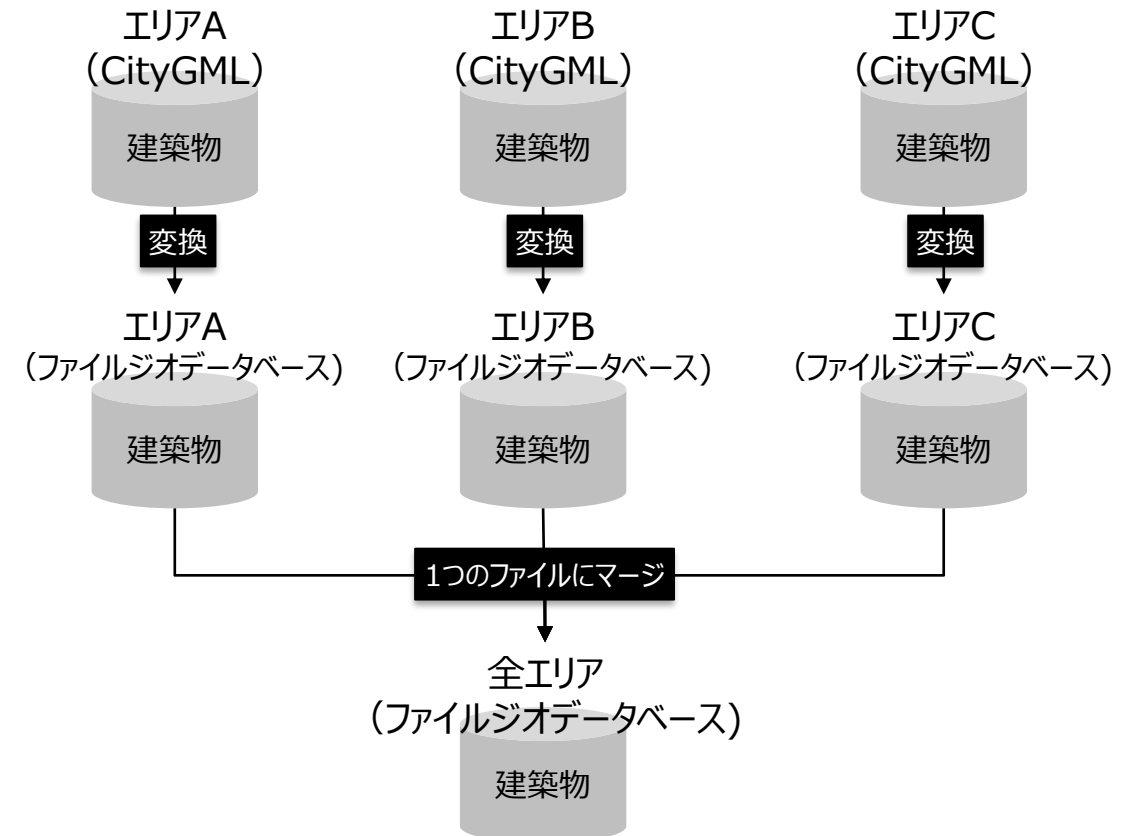 エリアA
（CityGML）
建築物
変換
エリアB
（CityGML）
建築物
変換
エリアC
（CityGML）
建築物
変換
エリアA
（ファイルジオデータベース）
建築物
エリアB
（ファイルジオデータベース）
建築物
エリアC
（ファイルジオデータベース）
建築物
1つのファイルにマージ
全エリア
（ファイルジオデータベース）
建築物